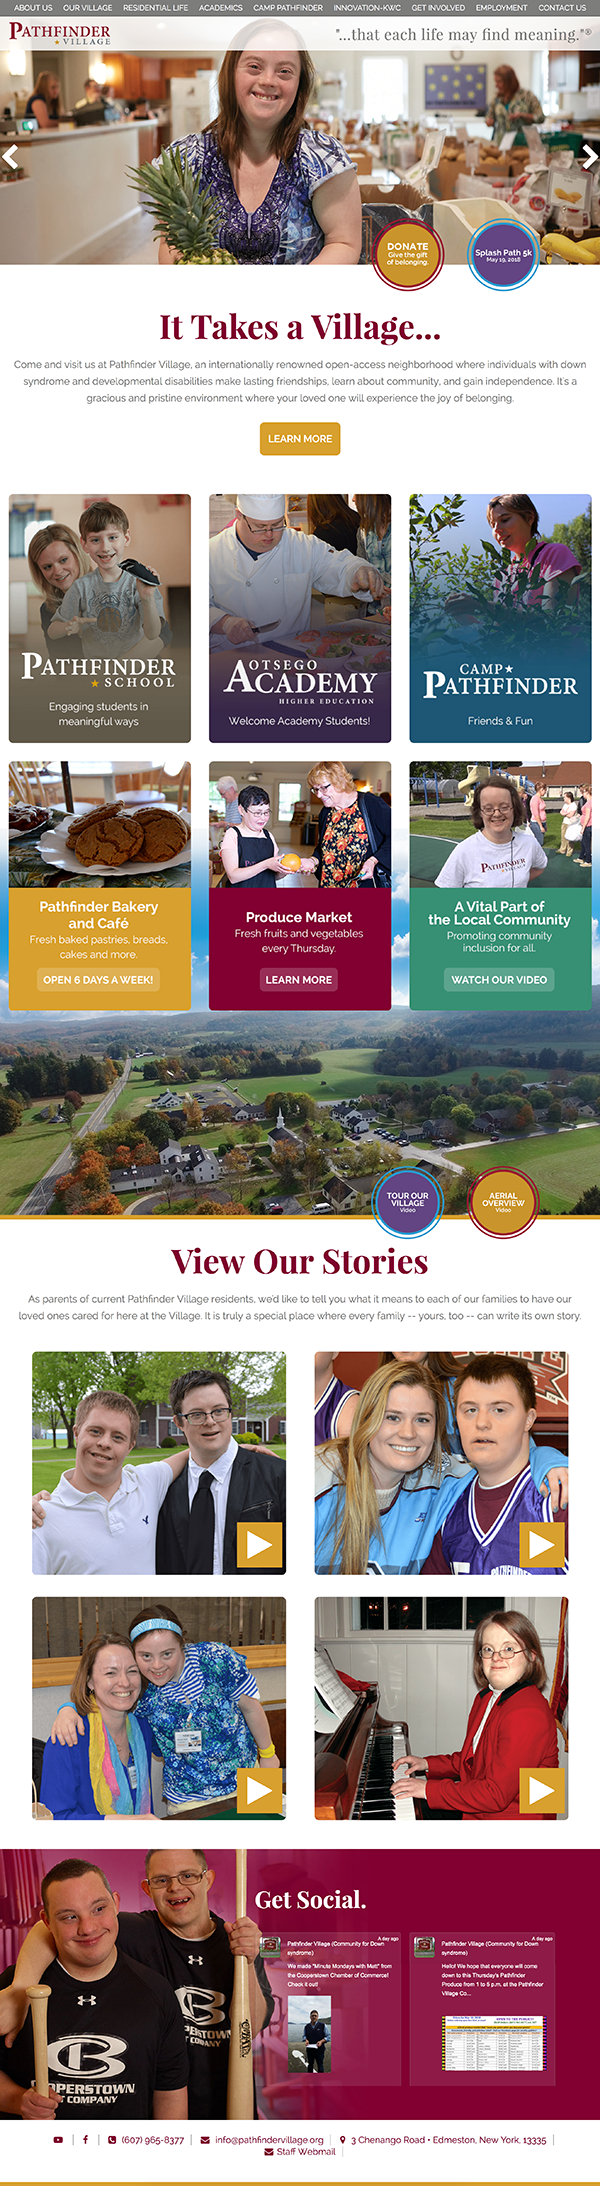 ABOUT US OUR VILLAGE RESIDENTIAL LIFE ACADEMICS CAMP PATHFINDER INNOVATION-KWC GET INVOLVED EMPLOYMENT CONTACT US
PATHFINDER
VILLAGE
"...that each life may find meaning."®
DONATE
Give the gift
of belonging.
Splash Path 5k
May 19, 2018
It Takes a Village...
Come and visit us at Pathfinder Village, an internationally renowned open-access neighborhood where individuals with down
syndrome and developmental disabilities make lasting friendships, learn about community, and gain independence. It's a
gracious and pristine environment where your loved one will experience the joy of belonging.
LEARN MORE
PATHFINDER
SCHOOL
Engaging students in
meaningful ways
OTSEGO
ACADEMY
HIGHER EDUCATION
Welcome Academy Students!
CAMP
PATHFINDER
Friends & Fun
Pathfinder Bakery
and Café
Fresh baked pastries, breads,
cakes and more.
OPEN 6 DAYS A WEEK!
Produce Market
Fresh fruits and vegetables
every Thursday.
LEARN MORE
PATHFINDER
VILLAGE
A Vital Part of
the Local Community
Promoting community
inclusion for all.
WATCH OUR VIDEO
TOUR OUR
VILLAGE
Video
AERIAL
OVERVIEW
Video
View Our Stories
As parents of current Pathfinder Village residents, we'd like to tell you what it means to each of our families to have our
loved ones cared for here at the Village. It is truly a special place where every family -- yours, too -- can write its own story.
Get Social.
A day ago
Pathfinder Village (Community for Down
syndrome)
We made "Minute Mondays with Matt" from
the Cooperstown Chamber of Commerce!
Check it out!
A day ago
Pathfinder Village (Community for Down
syndrome)
Hello! We hope that everyone will come
down to this Thursday's Pathfinder
Produce from 1 to 5 p.m. at the Pathfinder
Village Co...
B
COOPERSTOWN
BAT COMPANY
(607) 965-8377 info@pathfindervillage.org 3 Chenango Road • Edmeston, New York, 13335
Staff Webmail